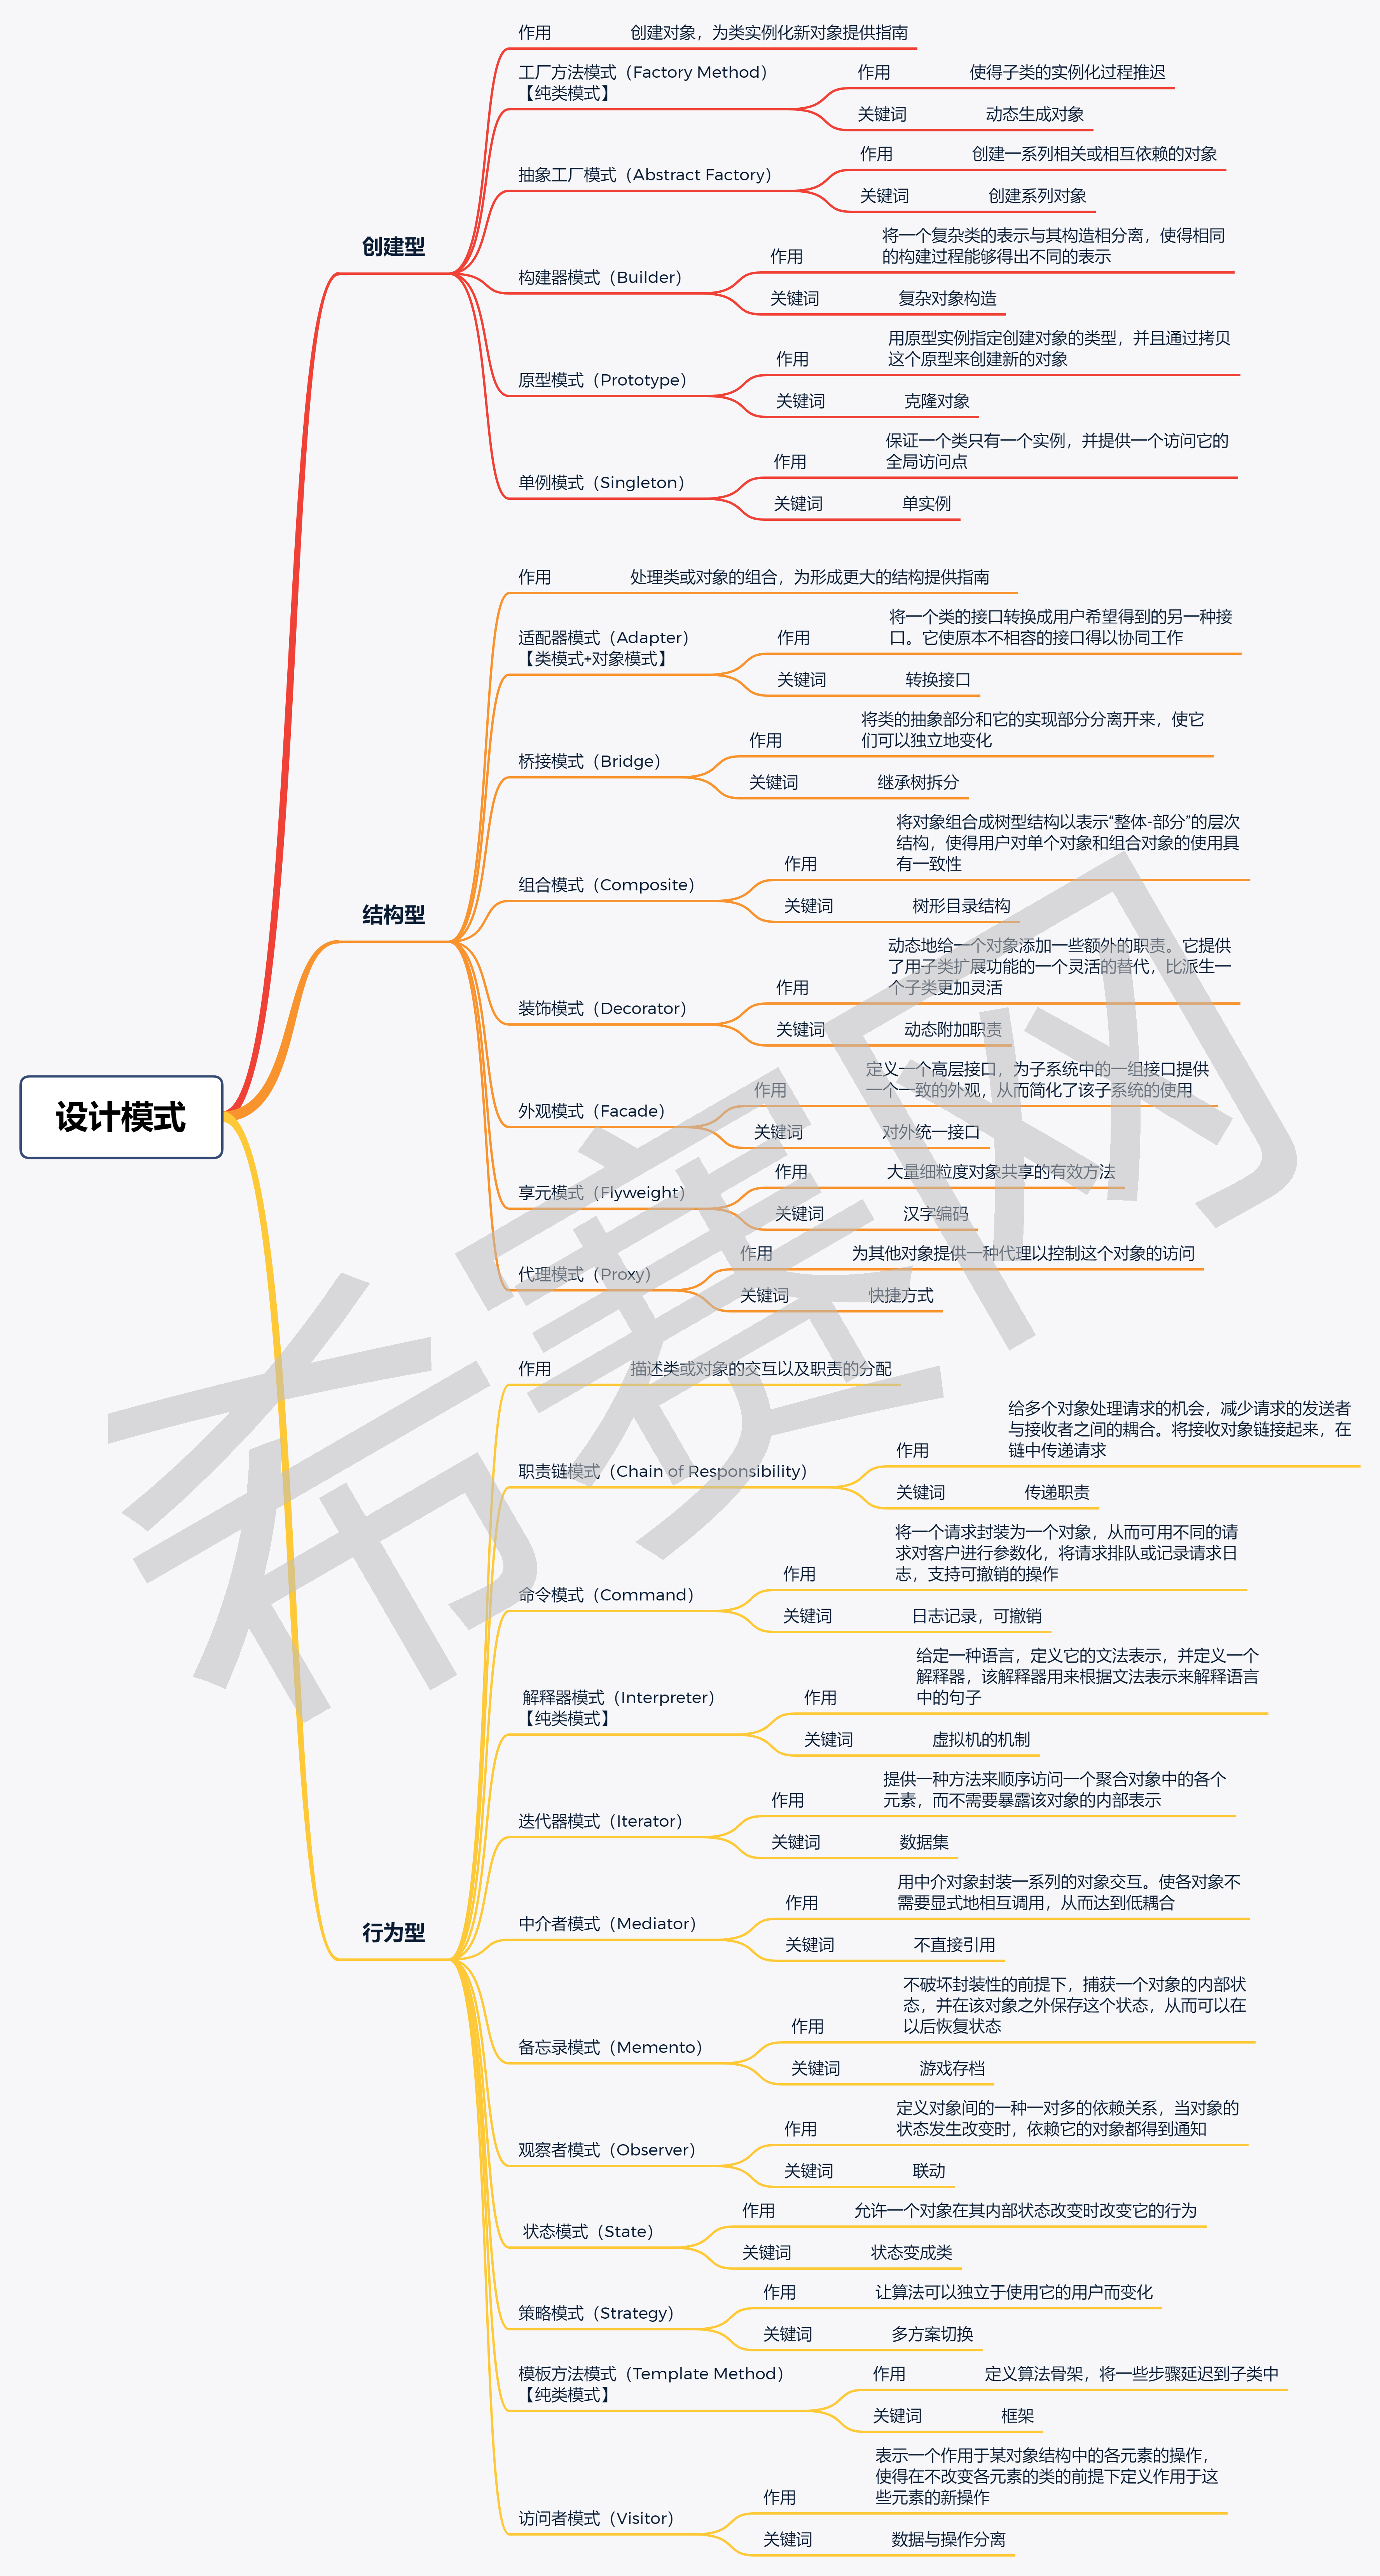 设计模式
创建型
作用
创建对象，为类实例化新对象提供指南
工厂方法模式（Factory Method）
【纯类模式】
作用
使得子类的实例化过程推迟
关键词
动态生成对象
抽象工厂模式（Abstract Factory）
作用
创建一系列相关或相互依赖的对象
关键词
创建系列对象
构建器模式（Builder）
作用
将一个复杂类的表示与其构造相分离，使得相同
的构建过程能够得出不同的表示
关键词
复杂对象构造
原型模式（Prototype）
作用
用原型实例指定创建对象的类型，并且通过拷贝
这个原型来创建新的对象
关键词
克隆对象
单例模式（Singleton）
作用
保证一个类只有一个实例，并提供一个访问它的
全局访问点
关键词
单实例
结构型
作用
处理类或对象的组合，为形成更大的结构提供指南
适配器模式（Adapter）
【类模式+对象模式】
作用
将一个类的接口转换成用户希望得到的另一种接
口。它使原本不相容的接口得以协同工作
关键词
转换接口
桥接模式（Bridge）
作用
将类的抽象部分和它的实现部分分离开来，使它
们可以独立地变化
关键词
继承树拆分
组合模式（Composite）
作用
将对象组合成树型结构以表示“整体-部分”的层次
结构，使得用户对单个对象和组合对象的使用具
有一致性
关键词
树形目录结构
装饰模式（Decorator）
作用
动态地给一个对象添加一些额外的职责。它提供
了用子类扩展功能的一个灵活的替代，比派生一
个子类更加灵活
关键词
动态附加职责
外观模式（Facade）
作用
定义一个高层接口，为子系统中的一组接口提供
一个一致的外观，从而简化了该子系统的使用
关键词
对外统一接口
享元模式（Flyweight）
作用
大量细粒度对象共享的有效方法
关键词
汉字编码
代理模式（Proxy）
作用
为其他对象提供一种代理以控制这个对象的访问
关键词
快捷方式
行为型
作用
描述类或对象的交互以及职责的分配
职责链模式（Chain of Responsibility）
作用
给多个对象处理请求的机会，减少请求的发送者
与接收者之间的耦合。将接收对象链接起来，在
链中传递请求
关键词
传递职责
命令模式（Command）
作用
将一个请求封装为一个对象，从而可用不同的请
求对客户进行参数化，将请求排队或记录请求日
志，支持可撤销的操作
关键词
日志记录，可撤销
解释器模式（Interpreter）
【纯类模式】
作用
给定一种语言，定义它的文法表示，并定义一个
解释器，该解释器用来根据文法表示来解释语言
中的句子
关键词
虚拟机的机制
迭代器模式（Iterator）
作用
提供一种方法来顺序访问一个聚合对象中的各个
元素，而不需要暴露该对象的内部表示
关键词
数据集
中介者模式（Mediator）
作用
用中介对象封装一系列的对象交互。使各对象不
需要显式地相互调用，从而达到低耦合
关键词
不直接引用
备忘录模式（Memento）
作用
不破坏封装性的前提下，捕获一个对象的内部状
态，并在该对象之外保存这个状态，从而可以在
以后恢复状态
关键词
游戏存档
观察者模式（Observer）
作用
定义对象间的一种一对多的依赖关系，当对象的
状态发生改变时，依赖它的对象都得到通知
关键词
联动
状态模式（State）
作用
允许一个对象在其内部状态改变时改变它的行为
关键词
状态变成类
策略模式（Strategy）
作用
让算法可以独立于使用它的用户而变化
关键词
多方案切换
模板方法模式（Template Method）
【纯类模式】
作用
定义算法骨架，将一些步骤延迟到子类中
关键词
框架
访问者模式（Visitor）
作用
表示一个作用于某对象结构中的各元素的操作，
使得在不改变各元素的类的前提下定义作用于这
些元素的新操作
关键词
数据与操作分离
希赛网